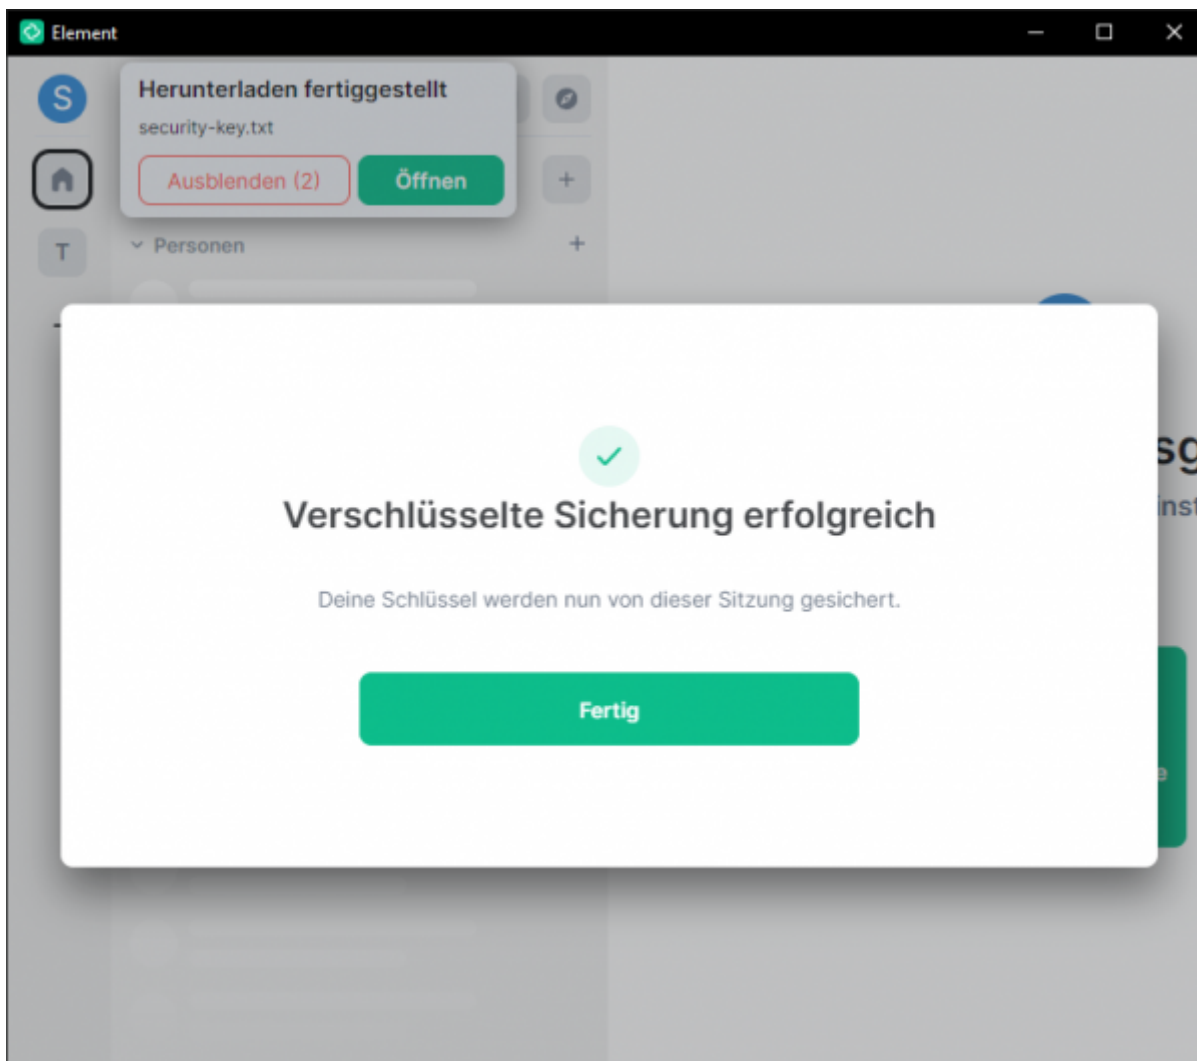 Element
S
Herunterladen fertiggestellt
security-key.txt
Ausblenden (2)
Öffnen
T
Personen
Verschlüsselte Sicherung erfolgreich
Deine Schlüssel werden nun von dieser Sitzung gesichert.
Fertig